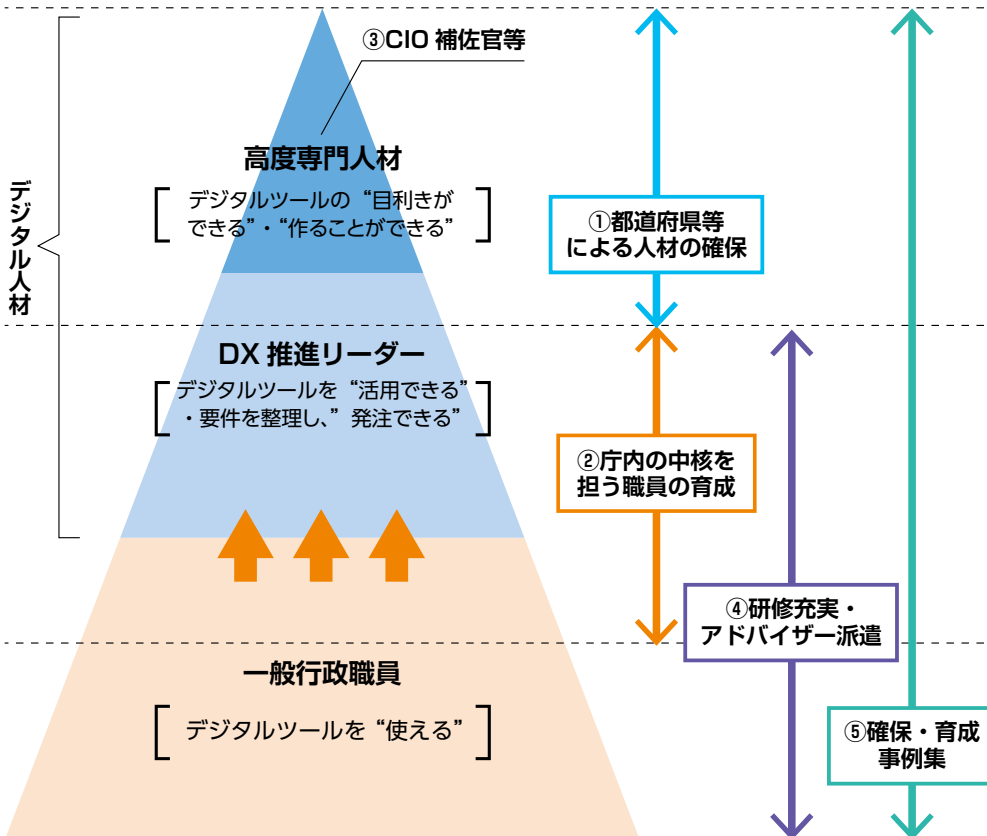 ③CIO 補佐官等
デジタル人材
高度専門人材
デジタルツールの“目利きが
できる”・“作ることができる”
①都道府県等
による人材の確保
DX 推進リーダー
デジタルツールを“活用できる”
・要件を整理し、”発注できる”
②庁内の中核を
担う職員の育成
④研修充実・
アドバイザー派遣
一般行政職員
デジタルツールを“使える”
⑤確保・育成
事例集